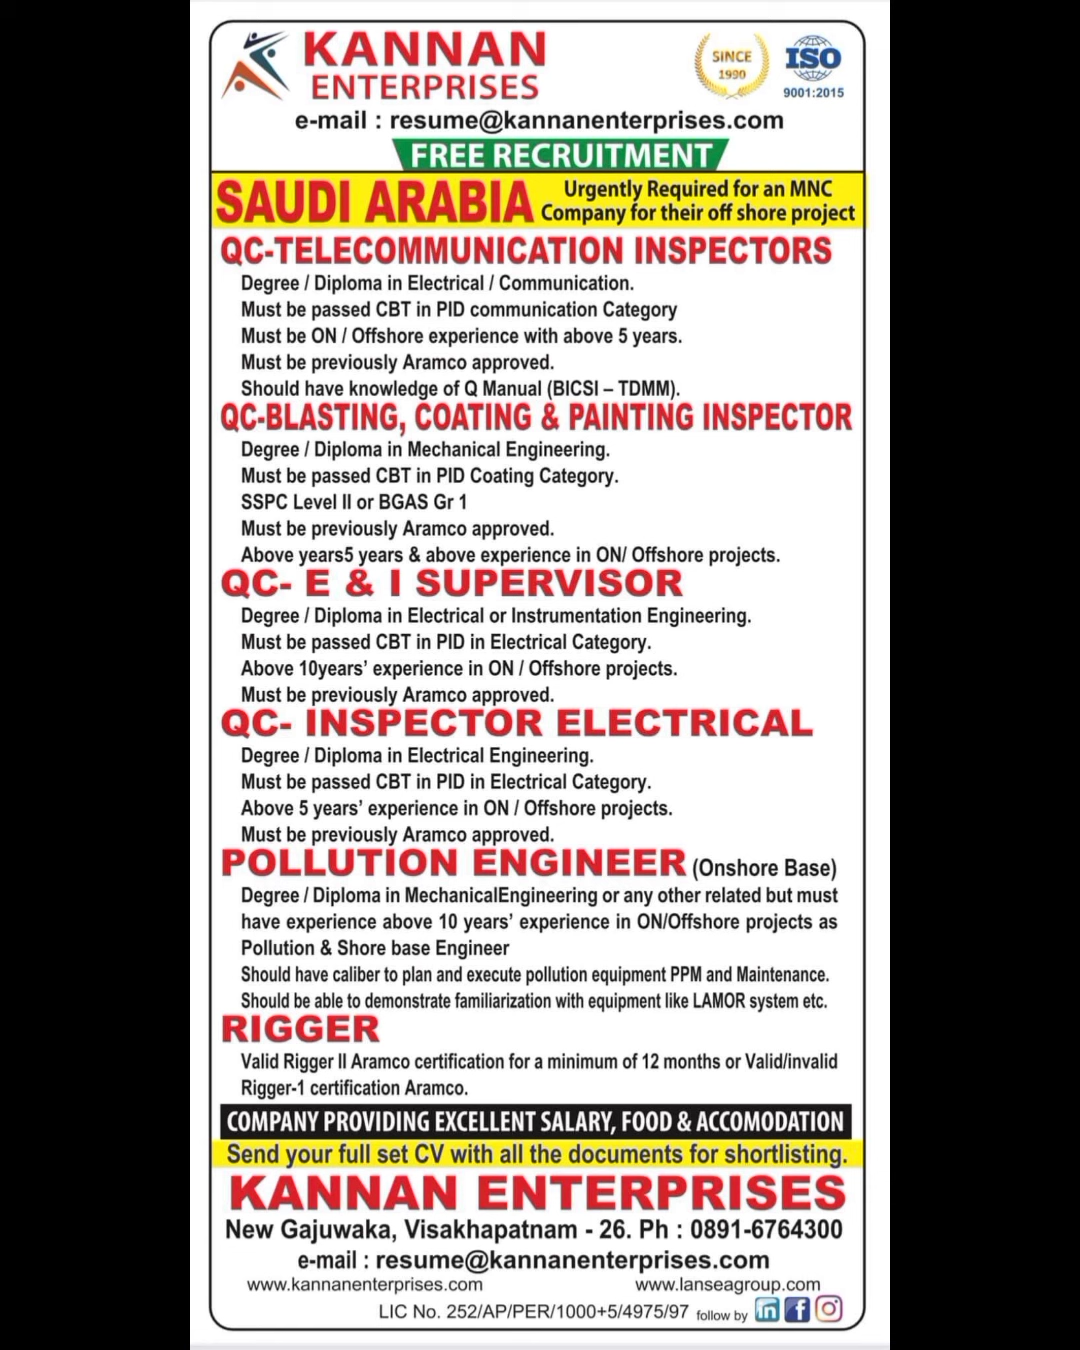 KANNAN
ENTERPRISES
SINCE
1990
ISO
9001:2015
e-mail : resume@kannanenterprises.com
FREE RECRUITMENT
SAUDI ARABIA
Urgently Required for an MNC
Company for their off shore project
QC-TELECOMMUNICATION INSPECTORS
Degree / Diploma in Electrical / Communication.
Must be passed CBT in PID communication Category
Must be ON / Offshore experience with above 5 years.
Must be previously Aramco approved.
Should have knowledge of Q Manual (BICSI – TDMM).
QC-BLASTING, COATING & PAINTING INSPECTOR
Degree / Diploma in Mechanical Engineering.
Must be passed CBT in PID Coating Category.
SSPC Level II or BGAS Gr 1
Must be previously Aramco approved.
Above years5 years & above experience in ON/ Offshore projects.
QC- E & I SUPERVISOR
Degree / Diploma in Electrical or Instrumentation Engineering.
Must be passed CBT in PID in Electrical Category.
Above 10years' experience in ON / Offshore projects.
Must be previously Aramco approved.
QC- INSPECTOR ELECTRICAL
Degree / Diploma in Electrical Engineering.
Must be passed CBT in PID in Electrical Category.
Above 5 years' experience in ON / Offshore projects.
Must be previously Aramco approved.
POLLUTION ENGINEER (Onshore Base)
Degree / Diploma in MechanicalEngineering or any other related but must
have experience above 10 years' experience in ON/Offshore projects as
Pollution & Shore base Engineer
Should have caliber to plan and execute pollution equipment PPM and Maintenance.
Should be able to demonstrate familiarization with equipment like LAMOR system etc.
RIGGER
Valid Rigger II Aramco certification for a minimum of 12 months or Valid/invalid
Rigger-1 certification Aramco.
COMPANY PROVIDING EXCELLENT SALARY, FOOD & ACCOMODATION
Send your full set CV with all the documents for shortlisting.
KANNAN ENTERPRISES
New Gajuwaka, Visakhapatnam - 26. Ph : 0891-6764300
e-mail : resume@kannanenterprises.com
www.kannanenterprises.com www.lanseagroup.com
LIC No. 252/AP/PER/1000+5/4975/97 follow by in f